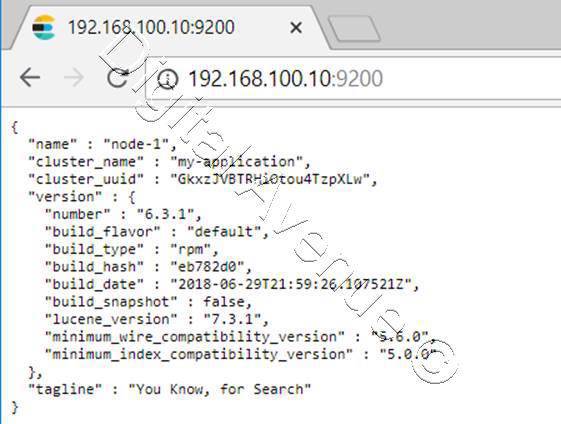 192.168.100.10:9200
192.168.100.10:9200
{
"name" : "node-1",
"cluster_name" : "my-application",
"cluster_uuid" : "GkxzJVBTRHiOtou4TzpXLw",
"version" : {
"number" : "6.3.1",
"build_flavor" : "default",
"build_type" : "rpm",
"build_hash" : "eb782d0",
"build_date" : "2018-06-29T21:59:26.107521Z",
"build_snapshot" : false,
"lucene_version" : "7.3.1",
"minimum_wire_compatibility_version" : "5.6.0",
"minimum_index_compatibility_version" : "5.0.0"
},
"tagline" : "You Know, for Search"
}
Digital Avenue ©